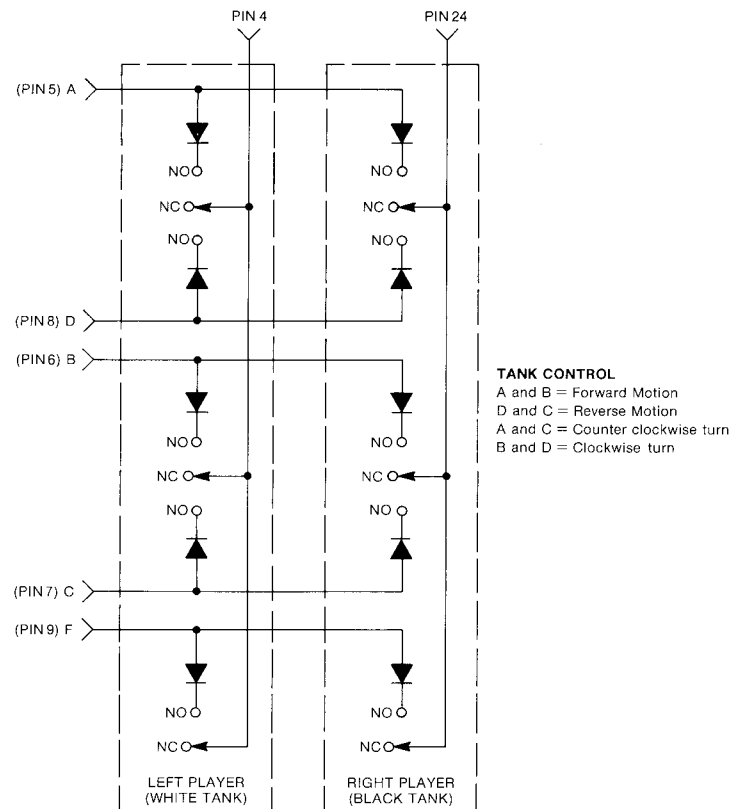 PIN 4 PIN 24
(PIN 5) A
NO NO
NC NC
NO NO
(PIN 8) D
(PIN 6) B
NO NO
NC NC
NO NO
(PIN 7) C
(PIN 9) F
NO NO
NC NC
LEFT PLAYER
(WHITE TANK)
RIGHT PLAYER
(BLACK TANK)
TANK CONTROL
A and B = Forward Motion
D and C = Reverse Motion
A and C = Counter clockwise turn
B and D = Clockwise turn